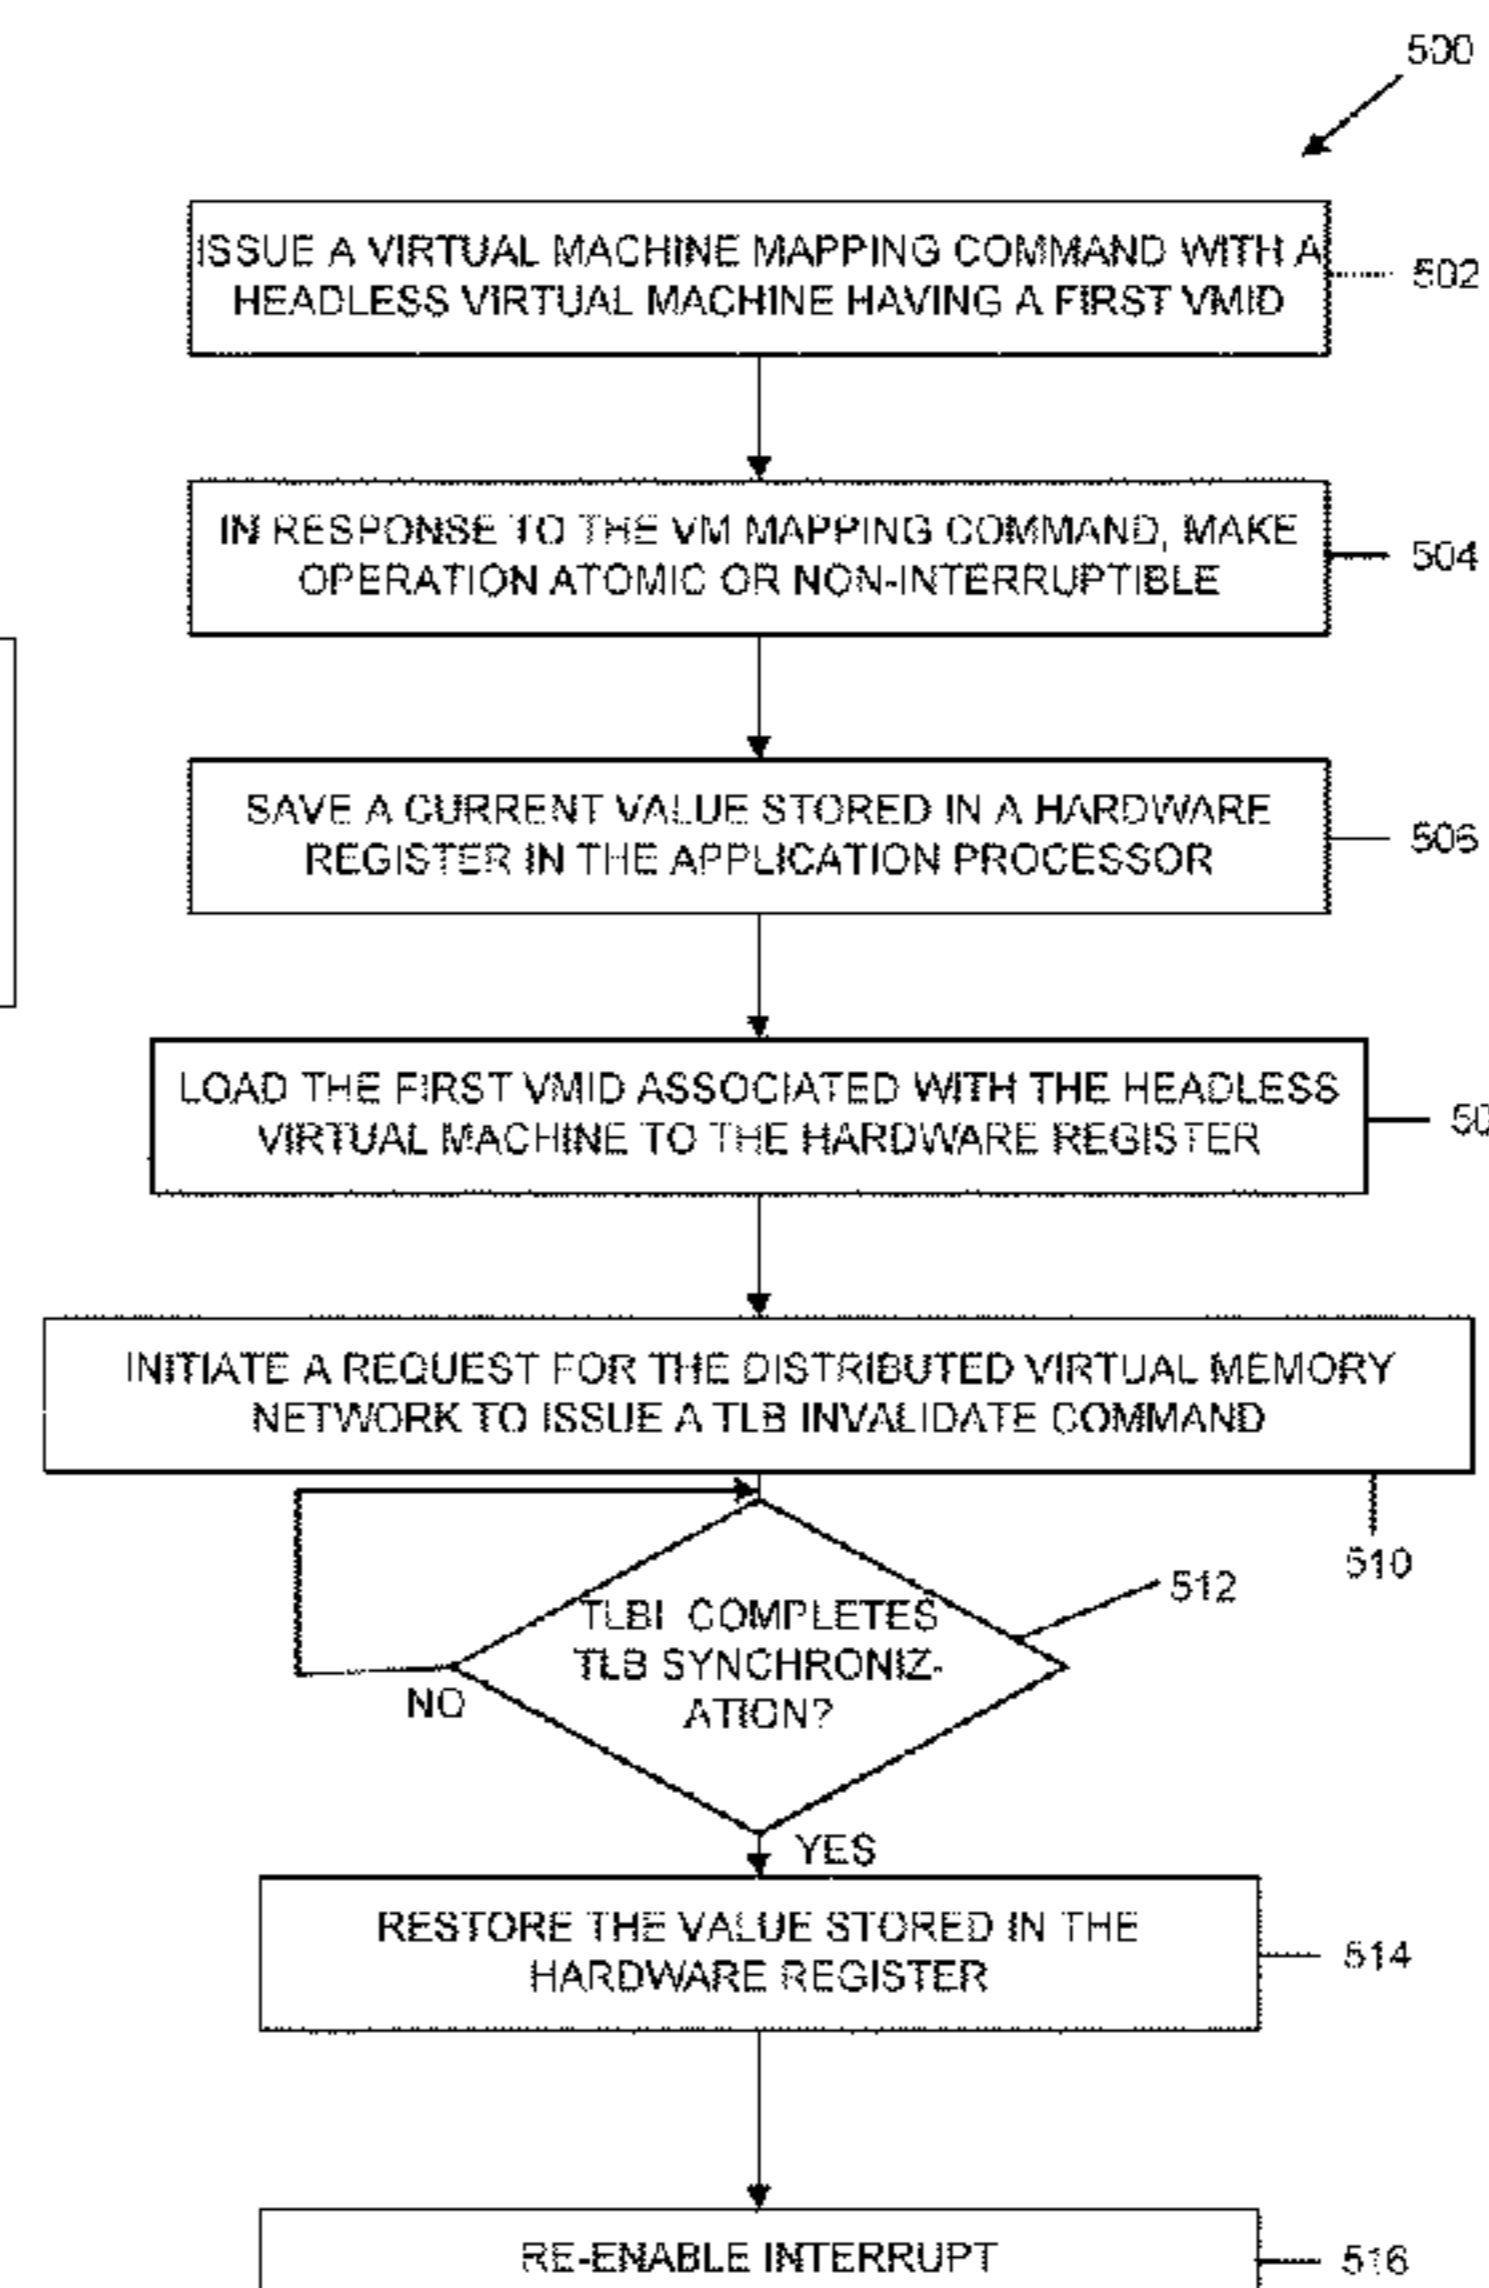 500
ISSUE A VIRTUAL MACHINE MAPPING COMMAND WITH A
HEADLESS VIRTUAL MACHINE HAVING A FIRST VMID
502
IN RESPONSE TO THE VM MAPPING COMMAND, MAKE
OPERATION ATOMIC OR NON-INTERRUPTIBLE
504
SAVE A CURRENT VALUE STORED IN A HARDWARE
REGISTER IN THE APPLICATION PROCESSOR
506
LOAD THE FIRST VMID ASSOCIATED WITH THE HEADLESS
VIRTUAL MACHINE TO THE HARDWARE REGISTER
50
INITIATE A REQUEST FOR THE DISTRIBUTED VIRTUAL MEMORY
NETWORK TO ISSUE A TLB INVALIDATE COMMAND
510
TLBI COMPLETES
TLB SYNCHRONIZ-
ATION?
512
NO
YES
RESTORE THE VALUE STORED IN THE
HARDWARE REGISTER
514
RE-ENABLE INTERRUPT
516